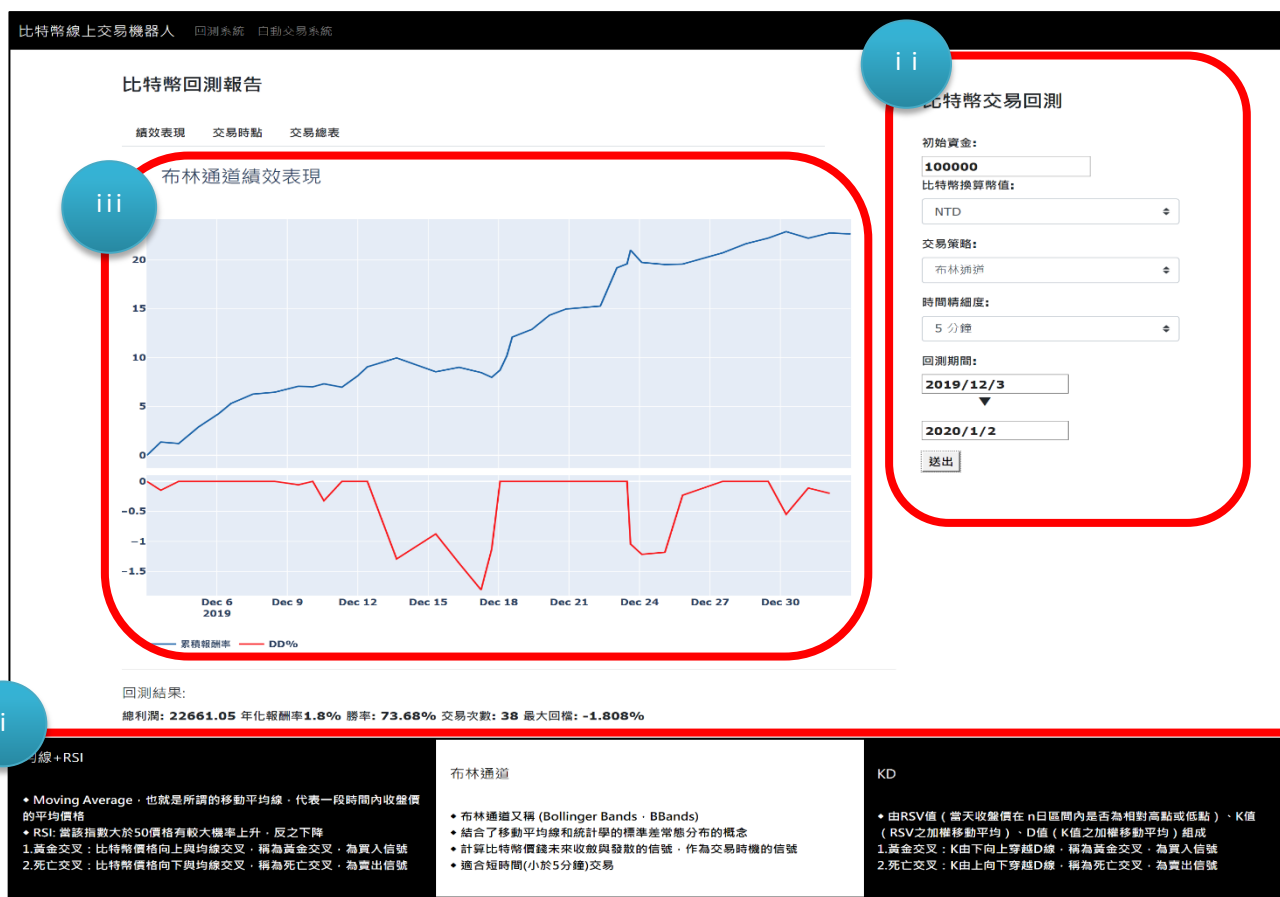 比特幣線上交易機器人 回測系統 自動交易系統
ii
比特幣回測報告
績效表現 交易時點 交易總表
iii
布林通道績效表現
20
15
10
5
0
0
−0.5
−1
−1.5
Dec 6 Dec 9 Dec 12 Dec 15 Dec 18 Dec 21 Dec 24 Dec 27 Dec 30
2019
累積報酬率 DD%
比特幣交易回測
初始資金:
100000
比特幣換算幣值:
NTD
交易策略:
布林通道
時間精細度:
5 分鐘
回測期間:
2019/12/3
▼
2020/1/2
送出
回測結果:
總利潤: 22661.05 年化報酬率1.8% 勝率: 73.68% 交易次數: 38 最大回檔: -1.808%
i
線+RSI
◆ Moving Average，也就是所謂的移動平均線，代表一段時間內收盤價
的平均價格
◆ RSI: 當該指數大於50價格有較大機率上升，反之下降
1.黃金交叉：比特幣價格向上與均線交叉，稱為黃金交叉，為買入信號
2.死亡交叉：比特幣價格向下與均線交叉，稱為死亡交叉，為賣出信號
布林通道
◆ 布林通道又稱 (Bollinger Bands，BBands)
◆ 結合了移動平均線和統計學的標準差常態分布的概念
◆ 計算比特幣價錢未來收斂與發散的信號，作為交易時機的信號
◆ 適合短時間(小於5分鐘)交易
KD
◆ 由RSV值（當天收盤價在 n日區間內是否為相對高點或低點）、K值
（RSV之加權移動平均）、D值（K值之加權移動平均）組成
1.黃金交叉：K由下向上穿越D線，稱為黃金交叉，為買入信號
2.死亡交叉：K由上向下穿越D線，稱為死亡交叉，為賣出信號